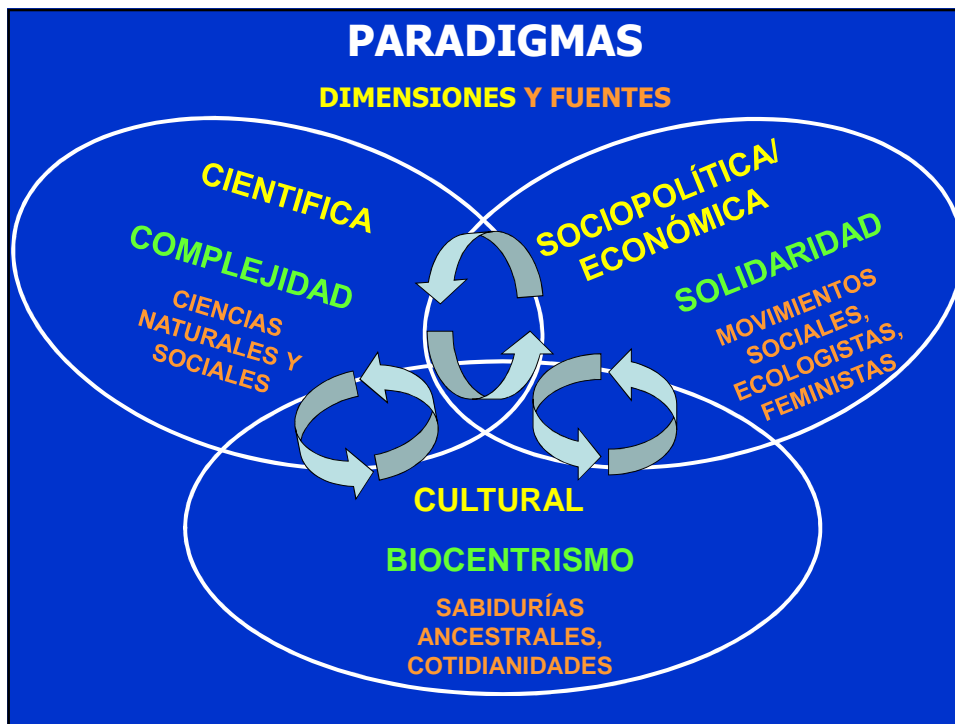 PARADIGMAS
DIMENSIONES Y FUENTES
CIENTIFICA
COMPLEJIDAD
CIENCIAS
NATURALES Y
SOCIALES
SOCIOPOLÍTICA/
ECONÓMICA
SOLIDARIDAD
MOVIMIENTOS
SOCIALES,
ECOLOGISTAS,
FEMINISTAS
CULTURAL
BIOCENTRISMO
SABIDURÍAS
ANCESTRALES,
COTIDIANIDADES